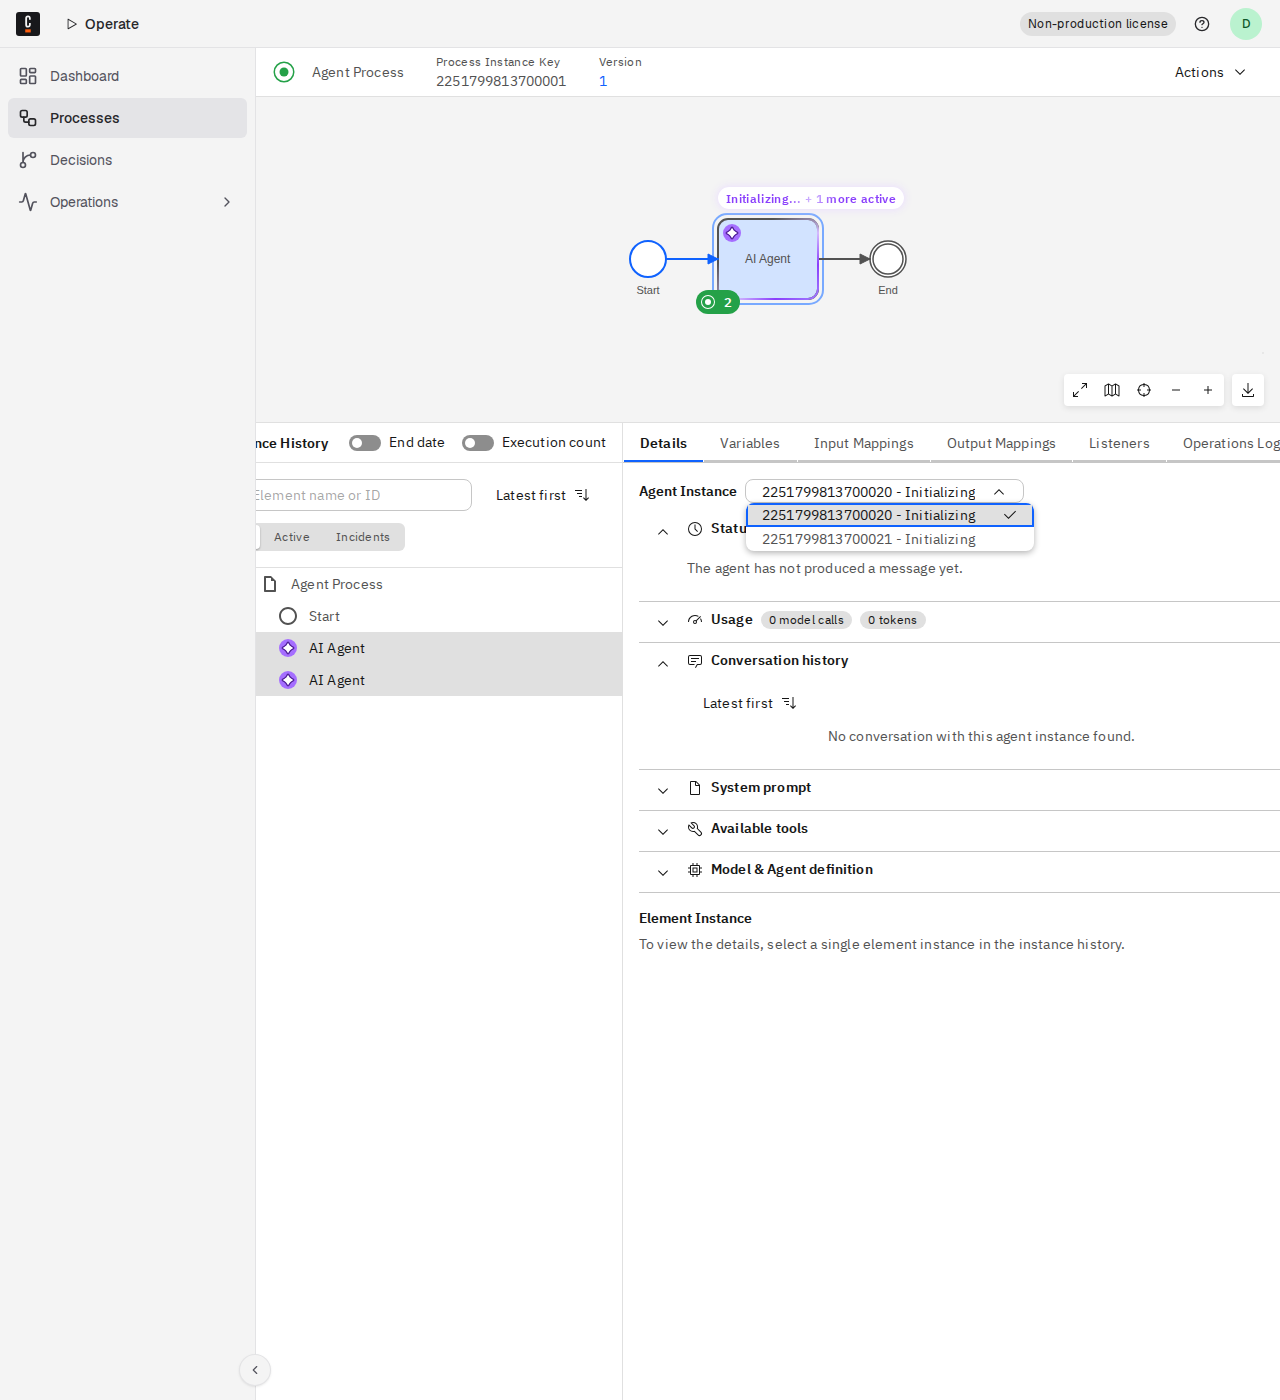 Operate
Non-production license
D
Dashboard
Processes
Decisions
Operations
Agent Process
Process Instance Key
2251799813700001
Version
1
Actions
Initializing... + 1 more active
AI Agent
Start
End
2
nce History
End date
Execution count
Element name or ID
Latest first
Active
Incidents
Agent Process
Start
AI Agent
AI Agent
Details
Variables
Input Mappings
Output Mappings
Listeners
Operations Log
Agent Instance
2251799813700020 - Initializing
2251799813700020 - Initializing
2251799813700021 - Initializing
Statu
The agent has not produced a message yet.
Usage
0 model calls
0 tokens
Conversation history
Latest first
No conversation with this agent instance found.
System prompt
Available tools
Model & Agent definition
Element Instance
To view the details, select a single element instance in the instance history.